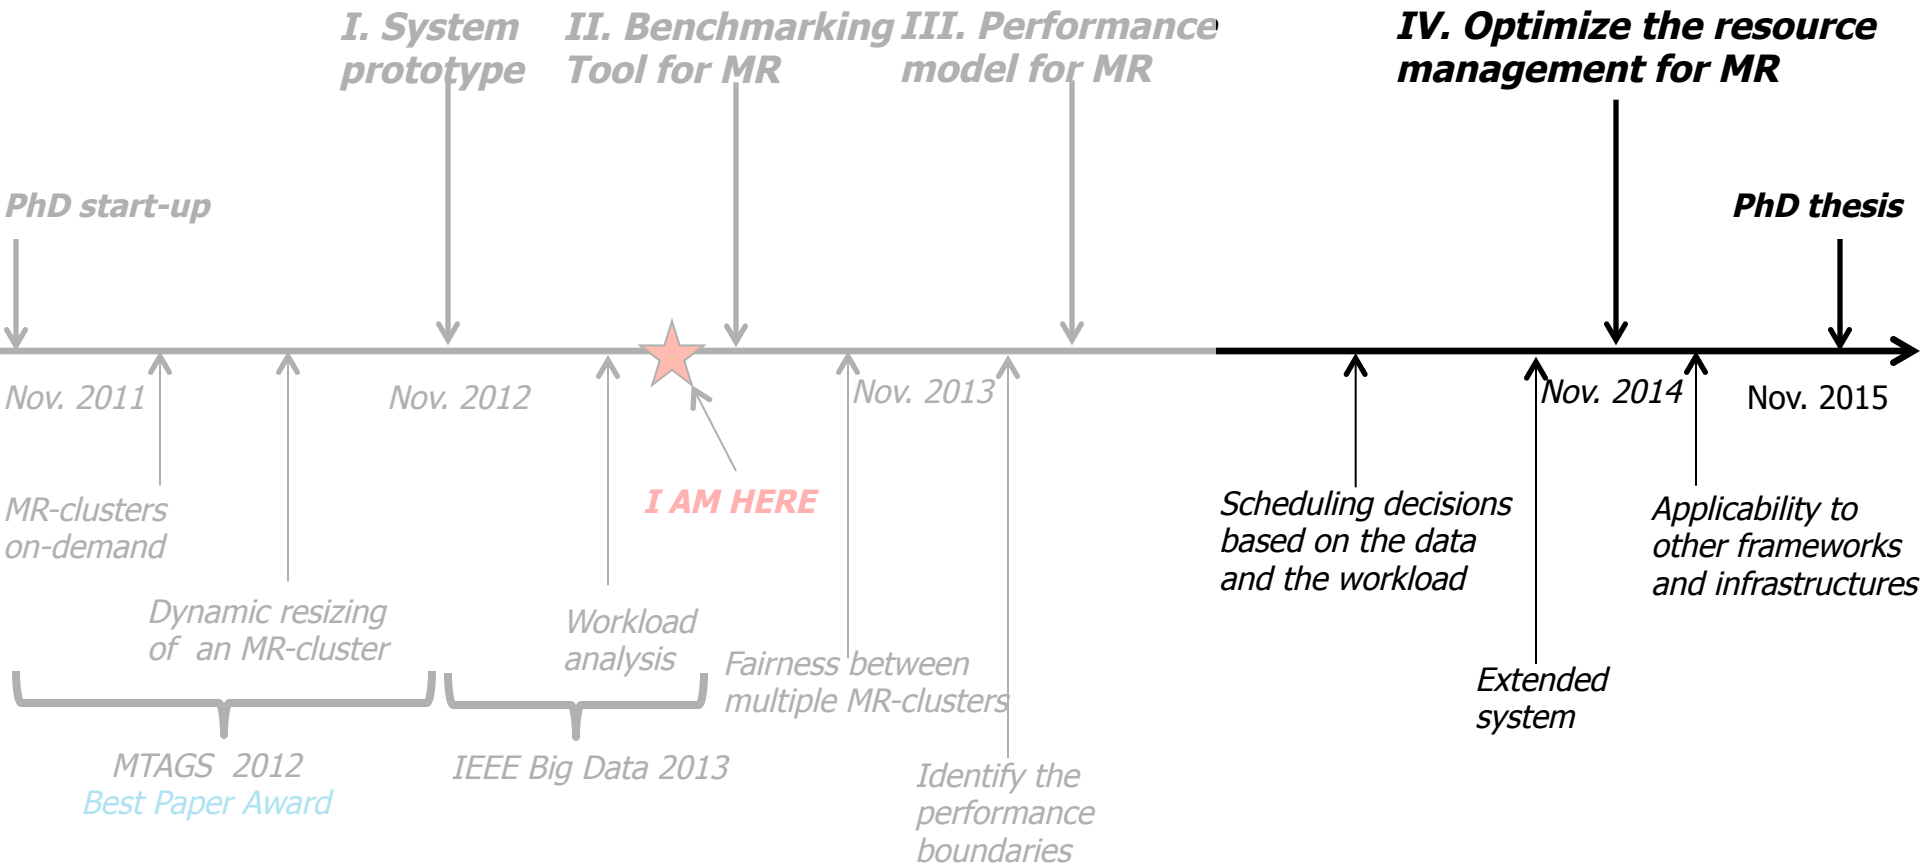 I. System
prototype
II. Benchmarking
Tool for MR
III. Performance
model for MR
IV. Optimize the resource
management for MR
PhD start-up
PhD thesis
Nov. 2011
Nov. 2012
Nov. 2013
Nov. 2014
Nov. 2015
MR-clusters
on-demand
Dynamic resizing
of an MR-cluster
I AM HERE
Workload
analysis
Fairness between
multiple MR-clusters
Identify the
performance
boundaries
Scheduling decisions
based on the data
and the workload
Extended
system
Applicability to
other frameworks
and infrastructures
MTAGS 2012
Best Paper Award
IEEE Big Data 2013